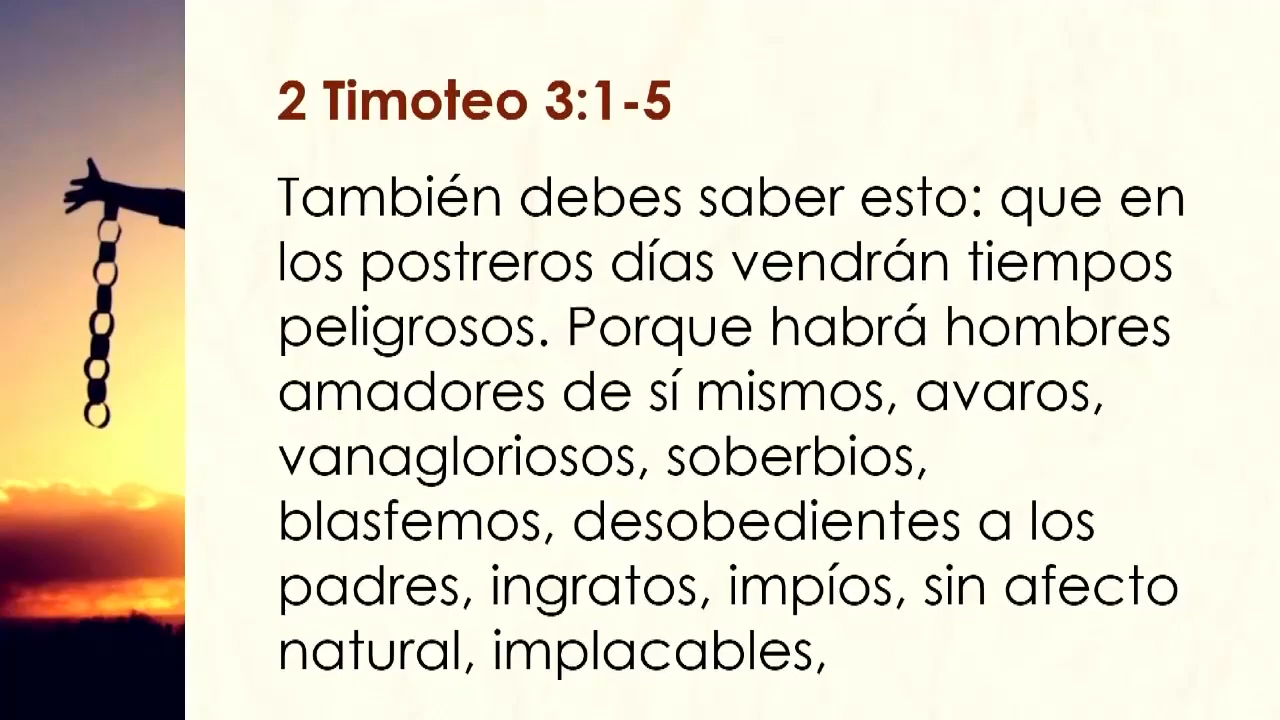 2 Timoteo 3:1-5
También debes saber esto: que en
los postreros días vendrán tiempos
peligrosos. Porque habrá hombres
amadores de sí mismos, avaros,
vanagloriosos, soberbios,
blasfemos, desobedientes a los
padres, ingratos, impíos, sin afecto
natural, implacables,